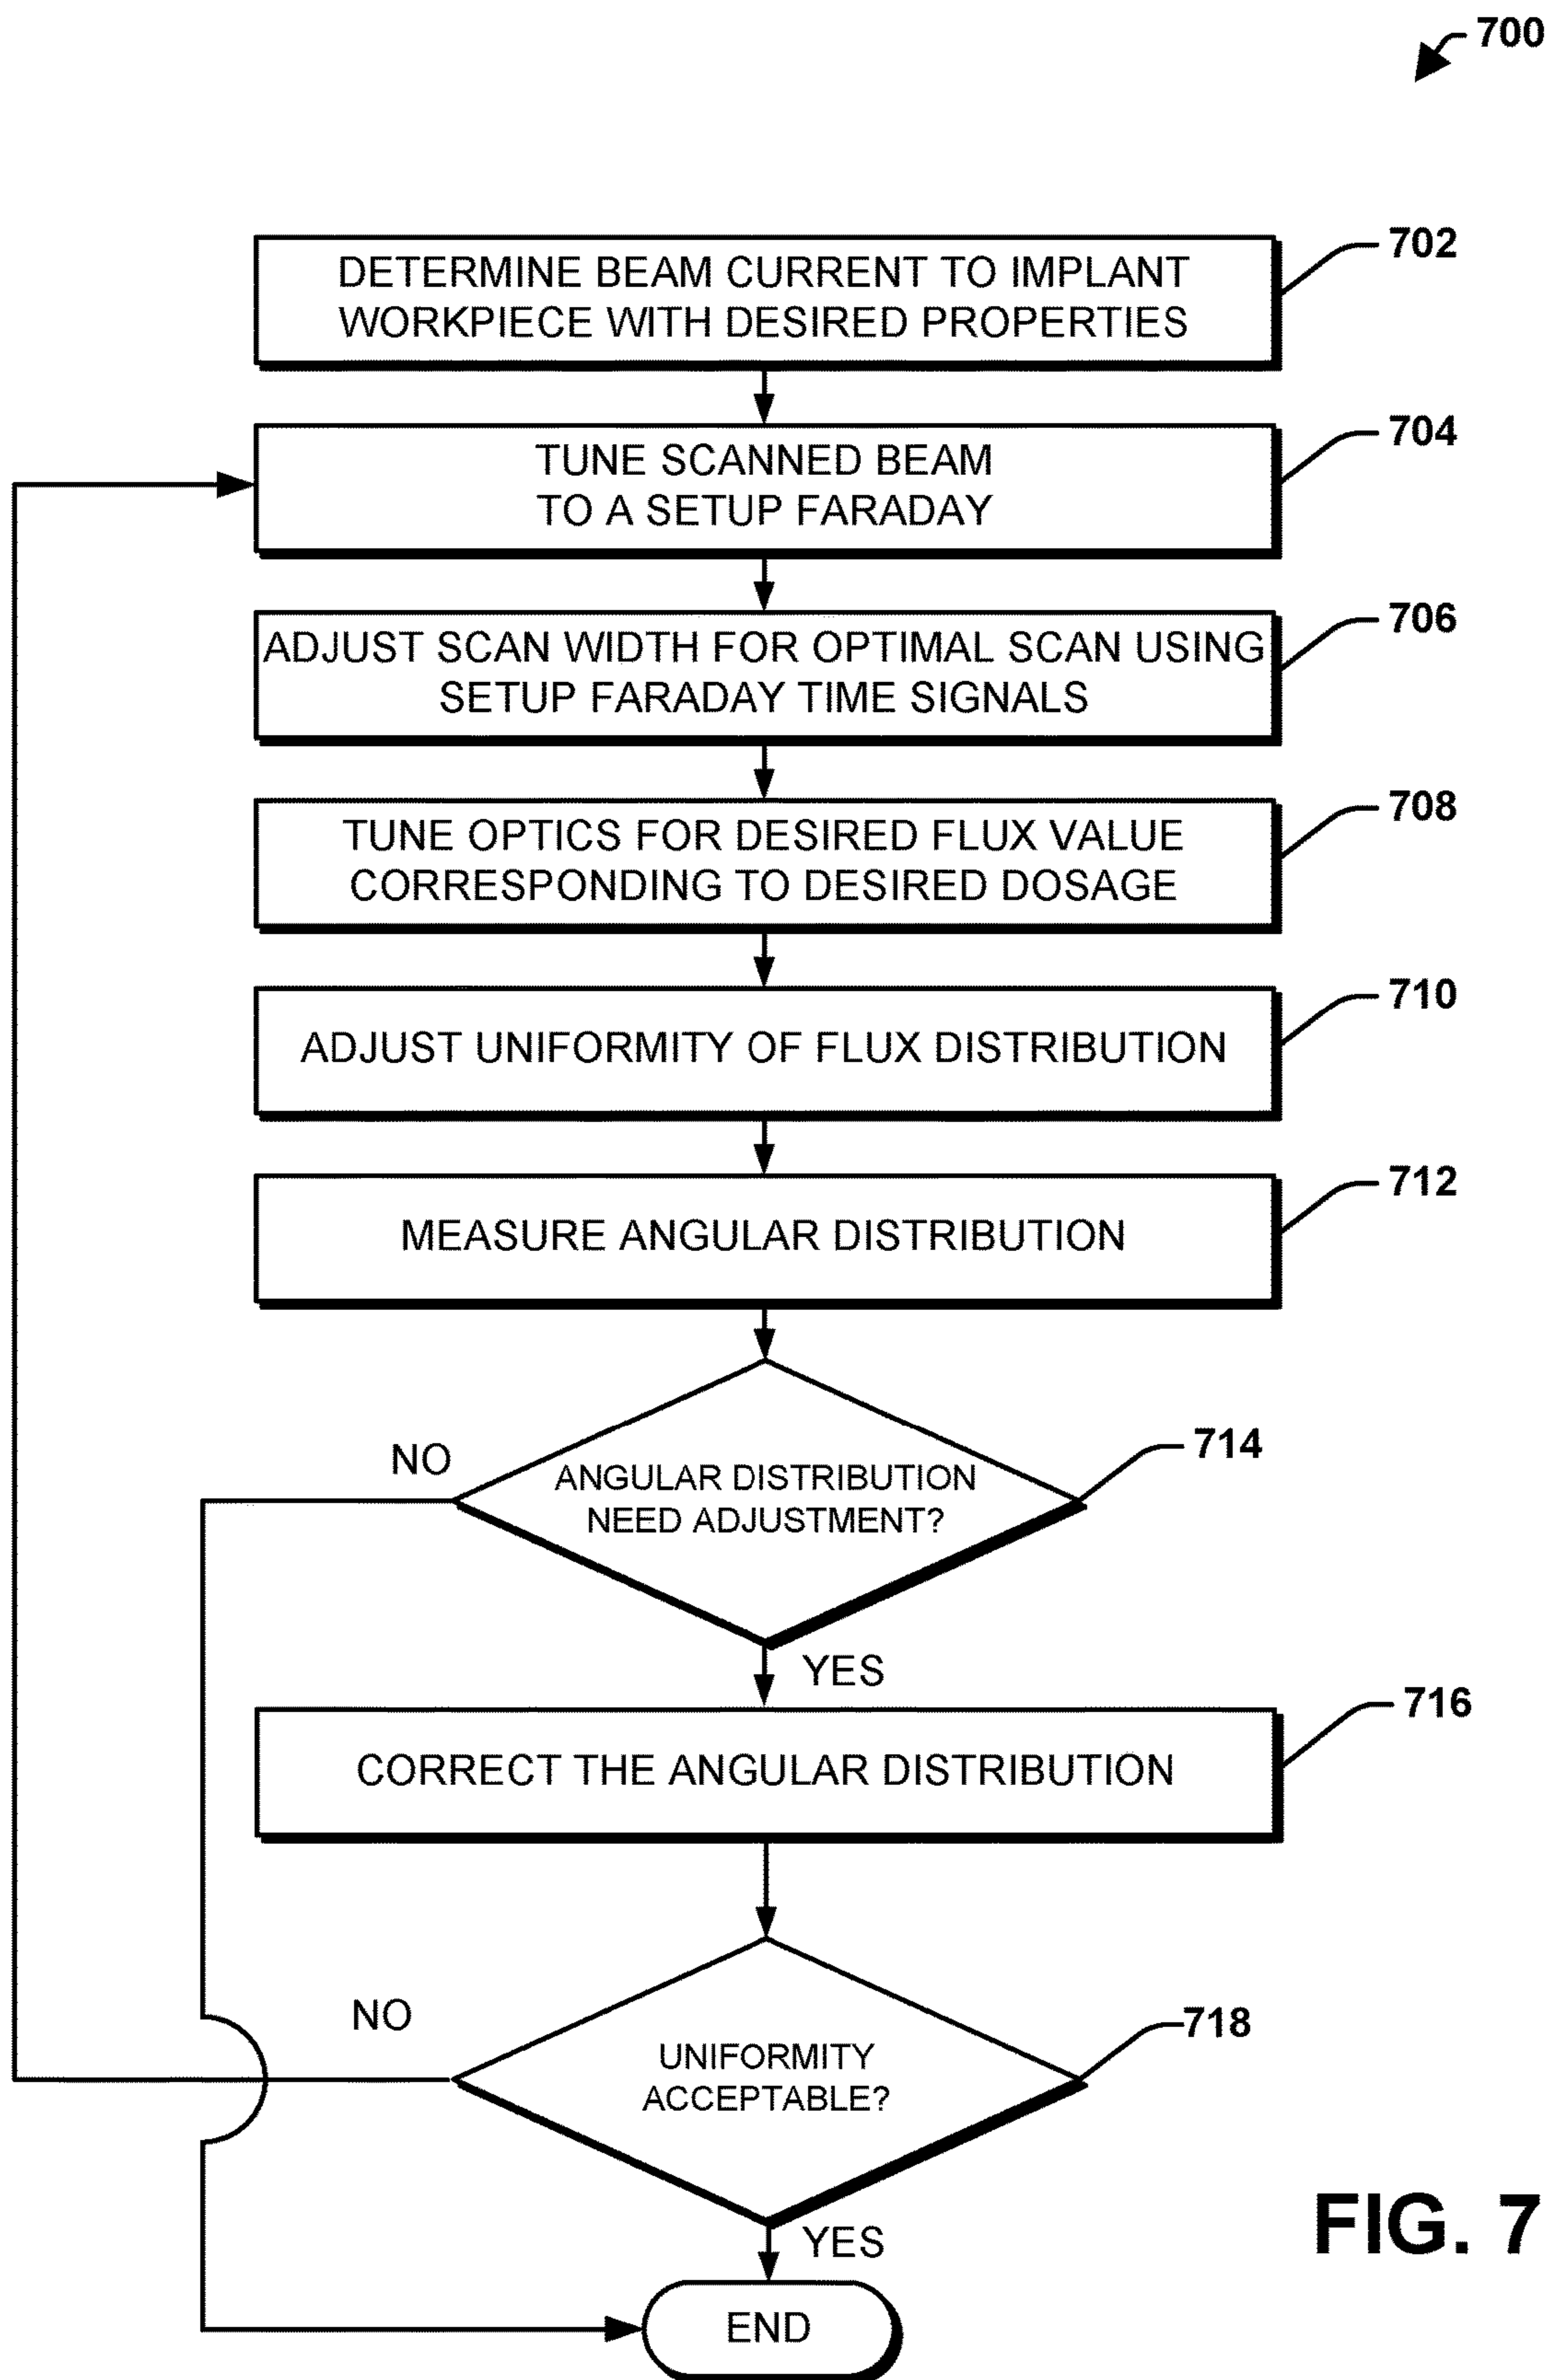 700
702
DETERMINE BEAM CURRENT TO IMPLANT
WORKPIECE WITH DESIRED PROPERTIES
704
TUNE SCANNED BEAM
TO A SETUP FARADAY
706
ADJUST SCAN WIDTH FOR OPTIMAL SCAN USING
SETUP FARADAY TIME SIGNALS
708
TUNE OPTICS FOR DESIRED FLUX VALUE
CORRESPONDING TO DESIRED DOSAGE
710
ADJUST UNIFORMITY OF FLUX DISTRIBUTION
712
MEASURE ANGULAR DISTRIBUTION
714
NO
ANGULAR DISTRIBUTION
NEED ADJUSTMENT?
YES
716
CORRECT THE ANGULAR DISTRIBUTION
NO
718
UNIFORMITY
ACCEPTABLE?
YES
END
FIG. 7